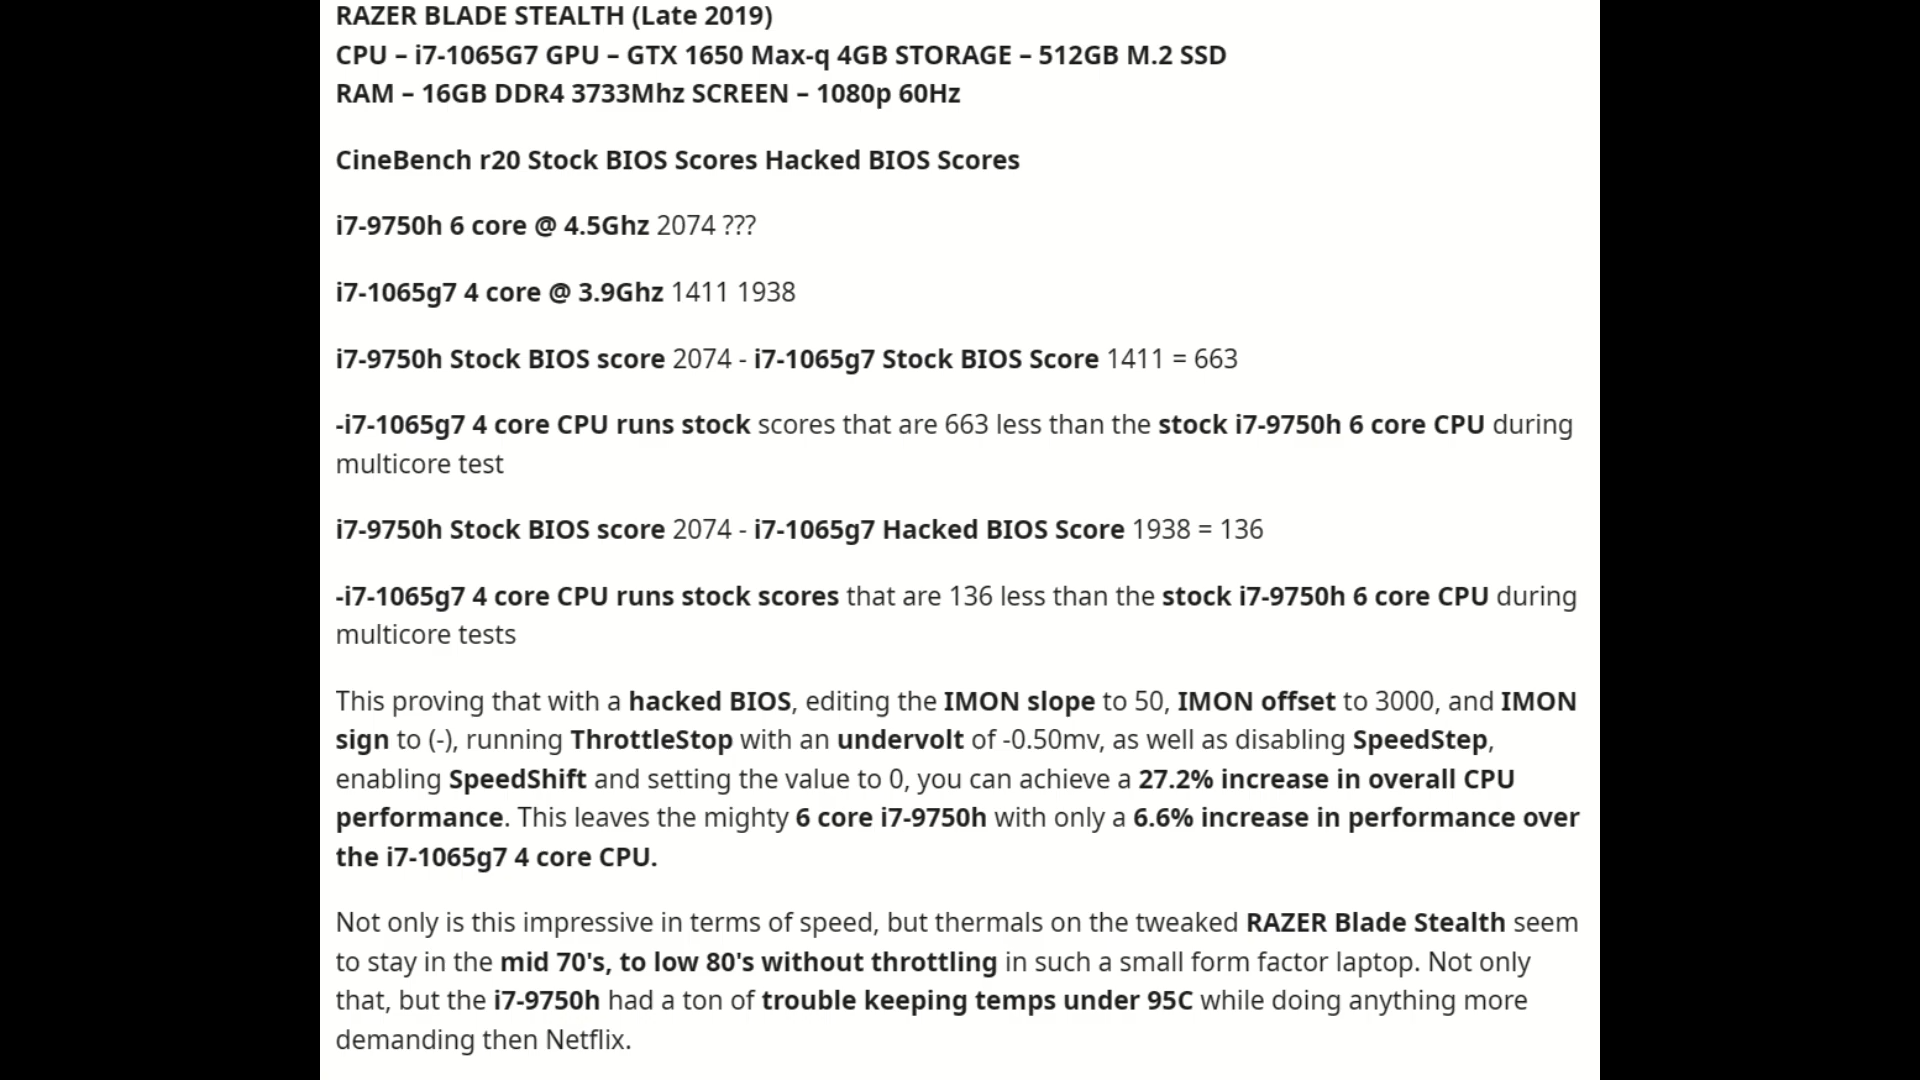 RAZER BLADE STEALTH (Late 2019)
CPU – i7-1065G7 GPU – GTX 1650 Max-q 4GB STORAGE – 512GB M.2 SSD
RAM – 16GB DDR4 3733Mhz SCREEN – 1080p 60Hz
CineBench r20 Stock BIOS Scores Hacked BIOS Scores
i7-9750h 6 core @ 4.5Ghz 2074 ???
i7-1065g7 4 core @ 3.9Ghz 1411 1938
i7-9750h Stock BIOS score 2074 - i7-1065g7 Stock BIOS Score 1411 = 663
-i7-1065g7 4 core CPU runs stock scores that are 663 less than the stock i7-9750h 6 core CPU during
multicore test
i7-9750h Stock BIOS score 2074 - i7-1065g7 Hacked BIOS Score 1938 = 136
-i7-1065g7 4 core CPU runs stock scores that are 136 less than the stock i7-9750h 6 core CPU during
multicore tests
This proving that with a hacked BIOS, editing the IMON slope to 50, IMON offset to 3000, and IMON
sign to (-), running ThrottleStop with an undervolt of -0.50mv, as well as disabling SpeedStep,
enabling SpeedShift and setting the value to 0, you can achieve a 27.2% increase in overall CPU
performance. This leaves the mighty 6 core i7-9750h with only a 6.6% increase in performance over
the i7-1065g7 4 core CPU.
Not only is this impressive in terms of speed, but thermals on the tweaked RAZER Blade Stealth seem
to stay in the mid 70's, to low 80's without throttling in such a small form factor laptop. Not only
that, but the i7-9750h had a ton of trouble keeping temps under 95C while doing anything more
demanding then Netflix.